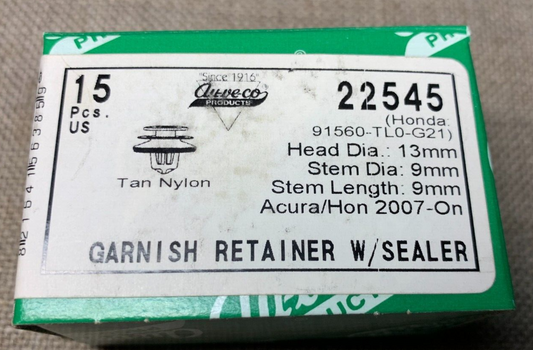 15
Pcs.
US
"Since 1916"
Auveco
PRODUCTS
22545
(Honda:
91560-TL0-G21)
Head Dia.: 13mm
Stem Dia: 9mm
Stem Length: 9mm
Acura/Hon 2007-On
Tan Nylon
GARNISH RETAINER W/SEALER